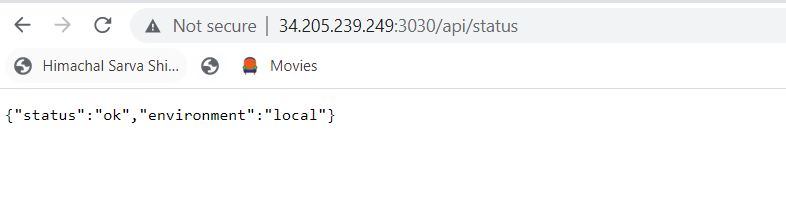 Not secure | 34.205.239.249:3030/api/status
Himachal Sarva Shi... Movies
{"status":"ok","environment":"local"}